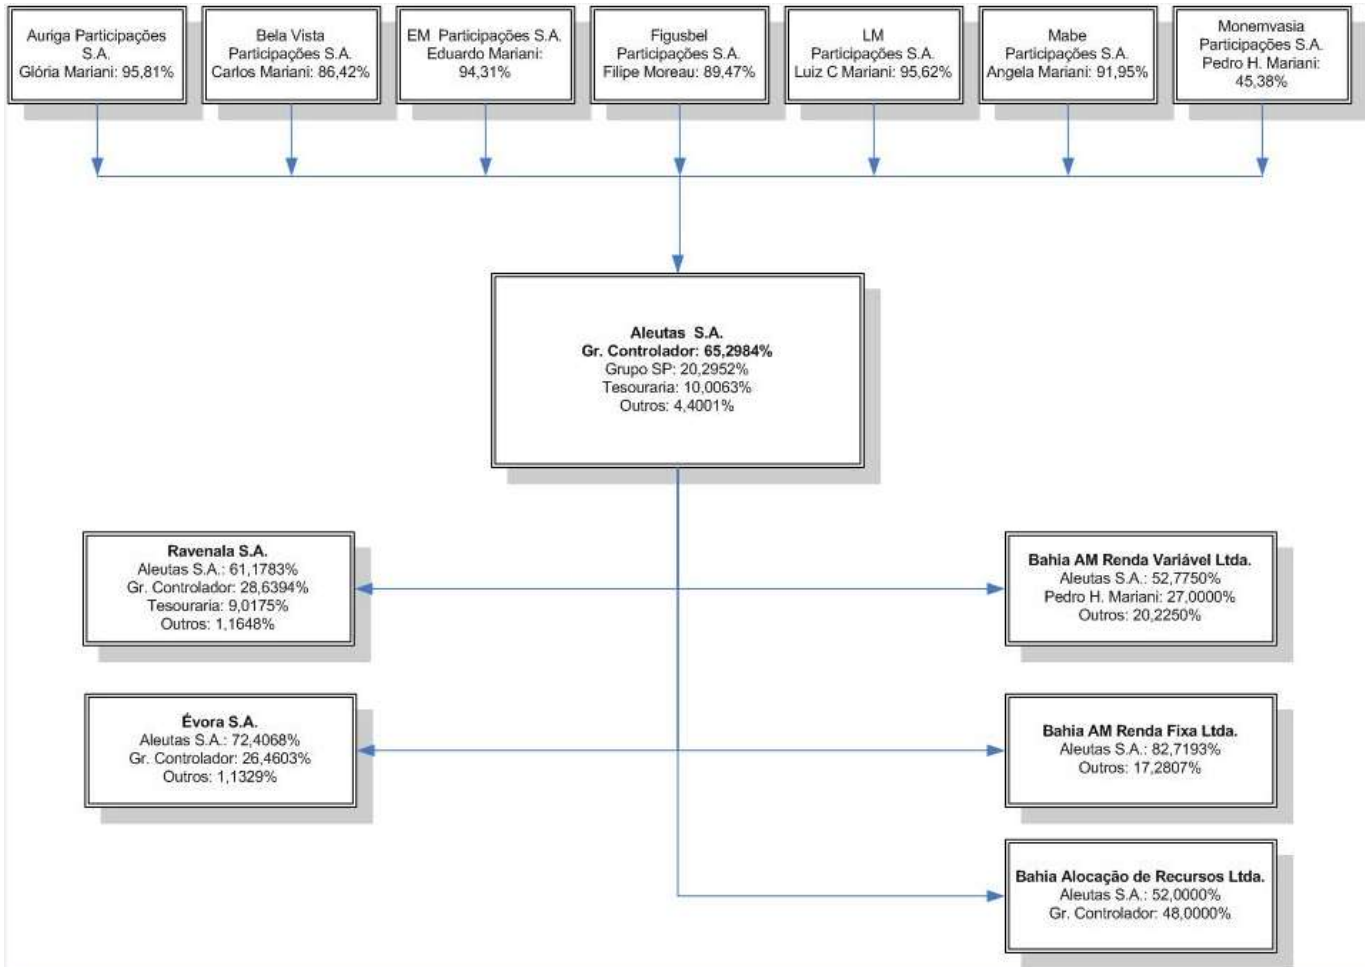 Auriga Participações
S.A.
Glória Mariani: 95,81%
Bela Vista
Participações S.A.
Carlos Mariani: 86,42%
EM Participações S.A.
Eduardo Mariani:
94,31%
Figusbel
Participações S.A.
Filipe Moreau: 89,47%
LM
Participações S.A.
Luiz C Mariani: 95,62%
Mabe
Participações S.A.
Angela Mariani: 91,95%
Monemvasia
Participações S.A.
Pedro H. Mariani:
45,38%
Aleutas S.A.
Gr. Controlador: 65,2984%
Grupo SP: 20,2952%
Tesouraria: 10,0063%
Outros: 4,4001%
Ravenala S.A.
Aleutas S.A.: 61,1783%
Gr. Controlador: 28,6394%
Tesouraria: 9,0175%
Outros: 1,1648%
Bahia AM Renda Variável Ltda.
Aleutas S.A.: 52,7750%
Pedro H. Mariani: 27,0000%
Outros: 20,2250%
Évora S.A.
Aleutas S.A.: 72,4068%
Gr. Controlador: 26,4603%
Outros: 1,1329%
Bahia AM Renda Fixa Ltda.
Aleutas S.A.: 82,7193%
Outros: 17,2807%
Bahia Alocação de Recursos Ltda.
Aleutas S.A.: 52,0000%
Gr. Controlador: 48,0000%